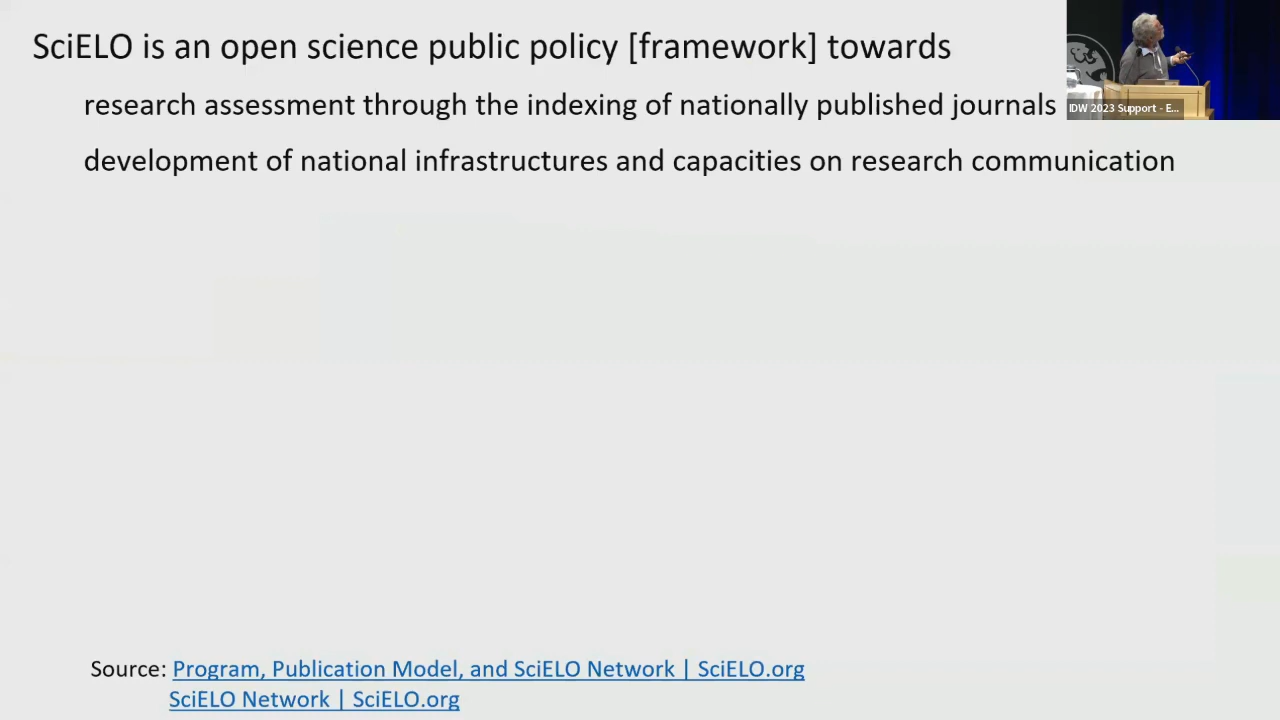 SciELO is an open science public policy [framework] towards
research assessment through the indexing of nationally published journals
IDW 2023 Support - E...
development of national infrastructures and capacities on research communication
Source: Program, Publication Model, and SciELO Network | SciELO.org
SciELO Network | SciELO.org